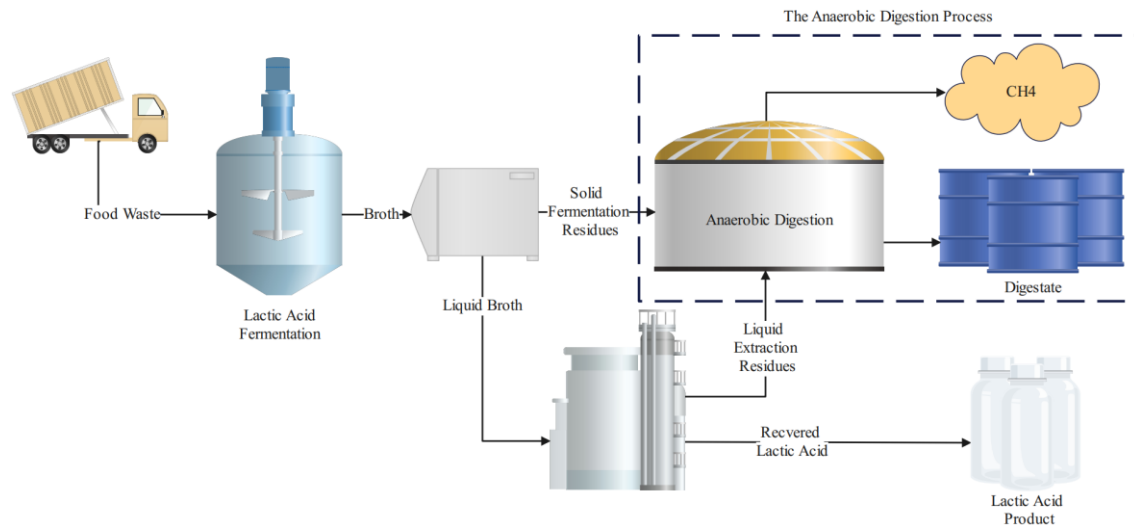 The Anaerobic Digestion Process
CH4
Food Waste
Broth
Solid
Fermentation
Residues
Anaerobic Digestion
Digestate
Lactic Acid
Fermentation
Liquid Broth
Liquid
Extraction
Residues
Recvered
Lactic Acid
Lactic Acid
Product